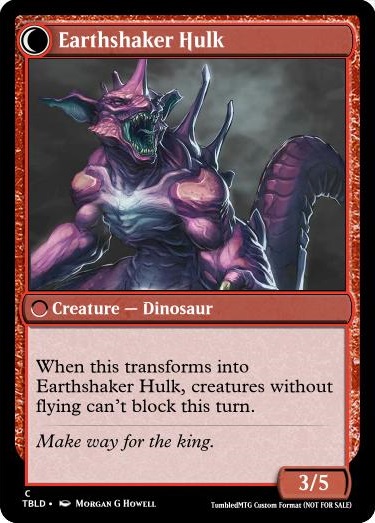 Earthshaker Hulk
Creature — Dinosaur
When this transforms into
Earthshaker Hulk, creatures without
flying can't block this turn.
Make way for the king.
3/5
C
TBLD • Morgan G Howell
TumbledMTG Custom Format (NOT FOR SALE)